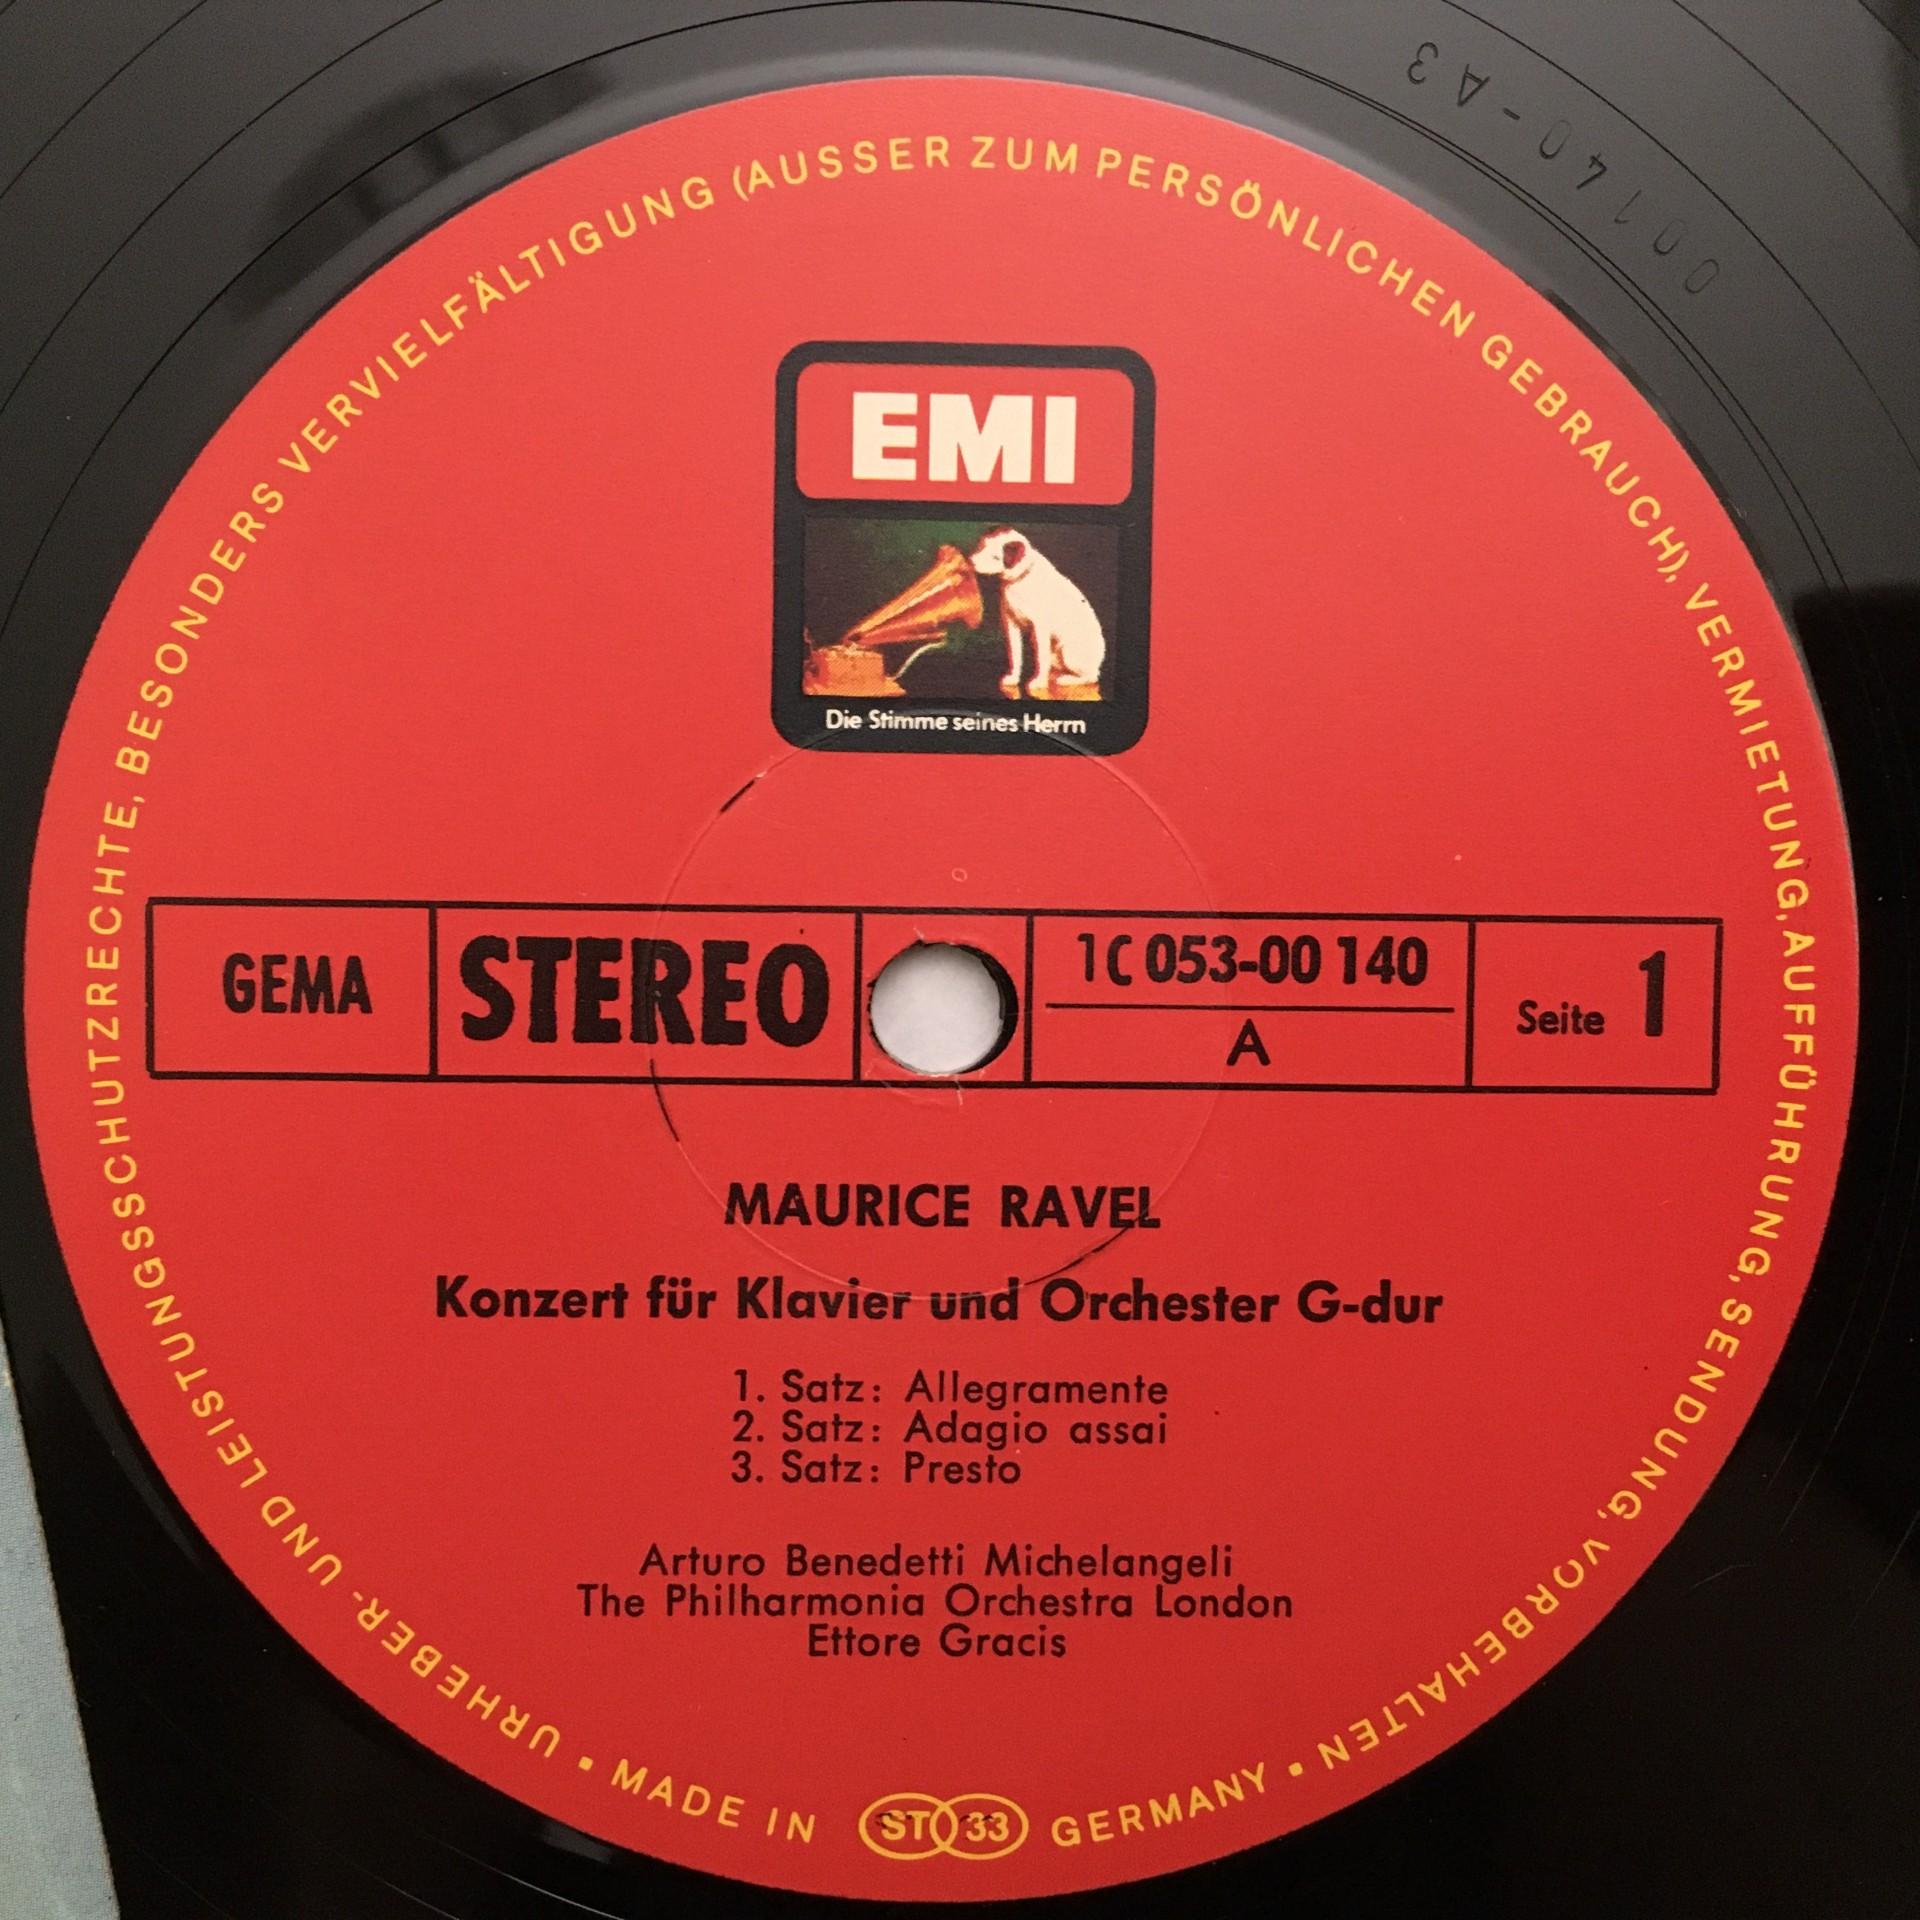 00140-A3
URHEBER- UND LEISTUNGSSCHUTZRECHTE, BESONDERS VERVIELFÄLTIGUNG (AUSSER ZUM PERSÖNLICHEN GEBRAUCH), VERMIETUNG, AUFFÜHRUNG, SENDUNG, VORBEHALTEN •
EMI
Die Stimme seines Herrn
GEMA
STEREO
1C 053-00 140
A
Seite 1
MAURICE RAVEL
Konzert für Klavier und Orchester G-dur
1. Satz: Allegramente
2. Satz: Adagio assai
3. Satz: Presto
Arturo Benedetti Michelangeli
The Philharmonia Orchestra London
Ettore Gracis
• MADE IN ST 33 GERMANY